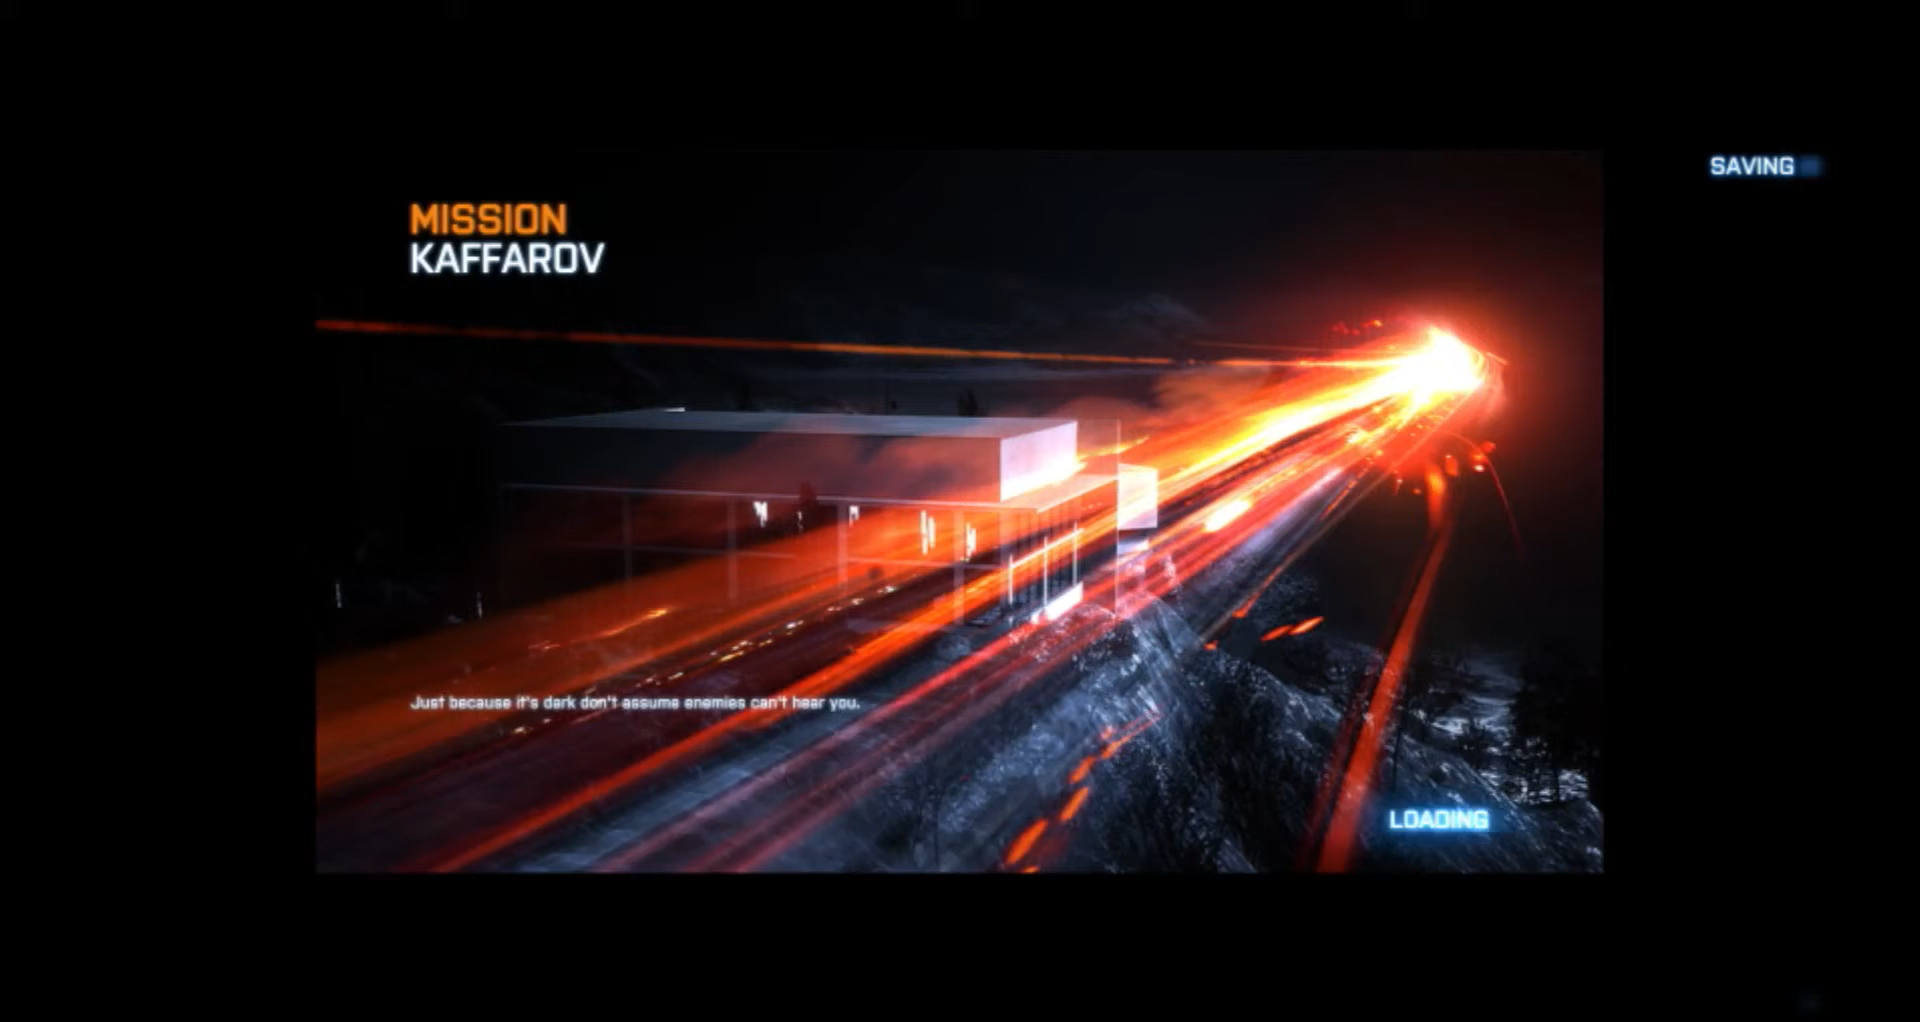 SAVING
MISSION
KAFFAROV
Just because it's dark don't assume enemies can't hear you.
LOADING